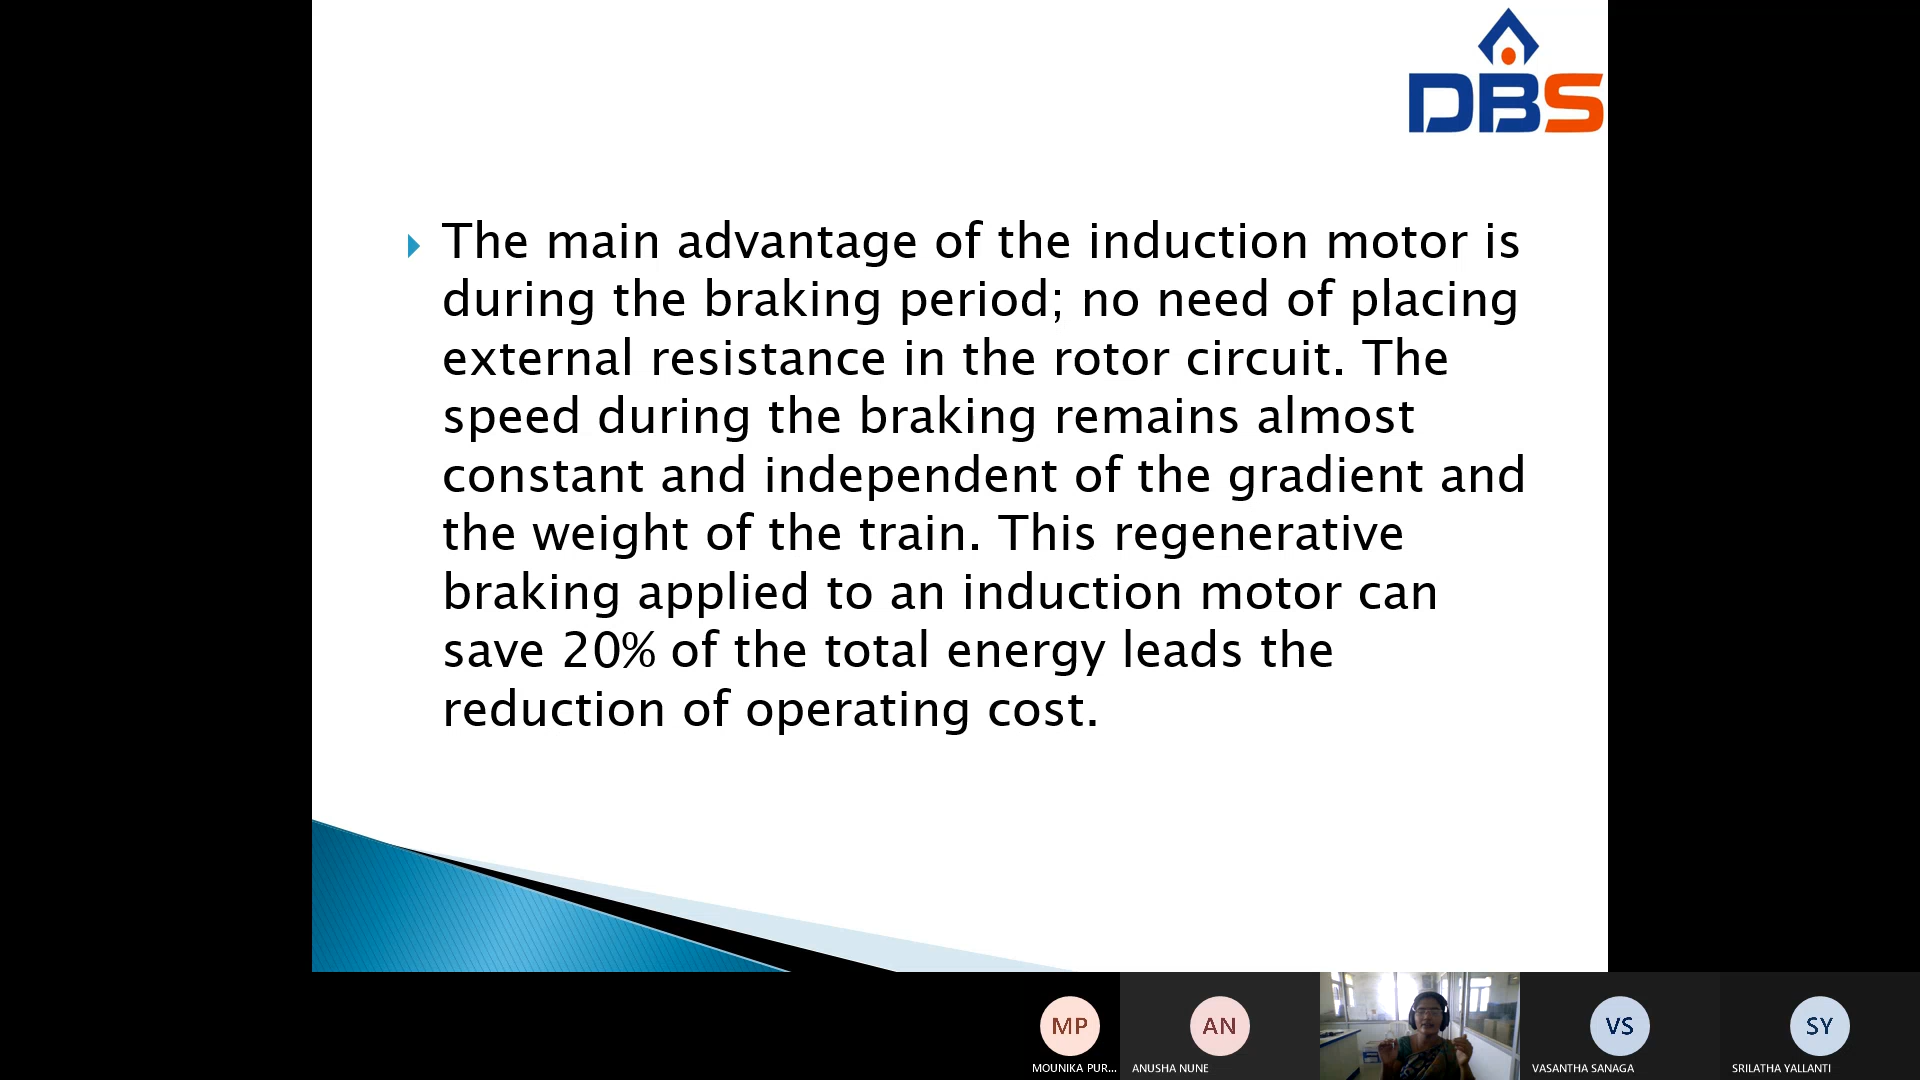 DBS
The main advantage of the induction motor is
during the braking period; no need of placing
external resistance in the rotor circuit. The
speed during the braking remains almost
constant and independent of the gradient and
the weight of the train. This regenerative
braking applied to an induction motor can
save 20% of the total energy leads the
reduction of operating cost.
MP
AN
VS
SY
MOUNIKA PUR...
ANUSHA NUNE
VASANTHA SANAGA
SRILATHA YALLANTI